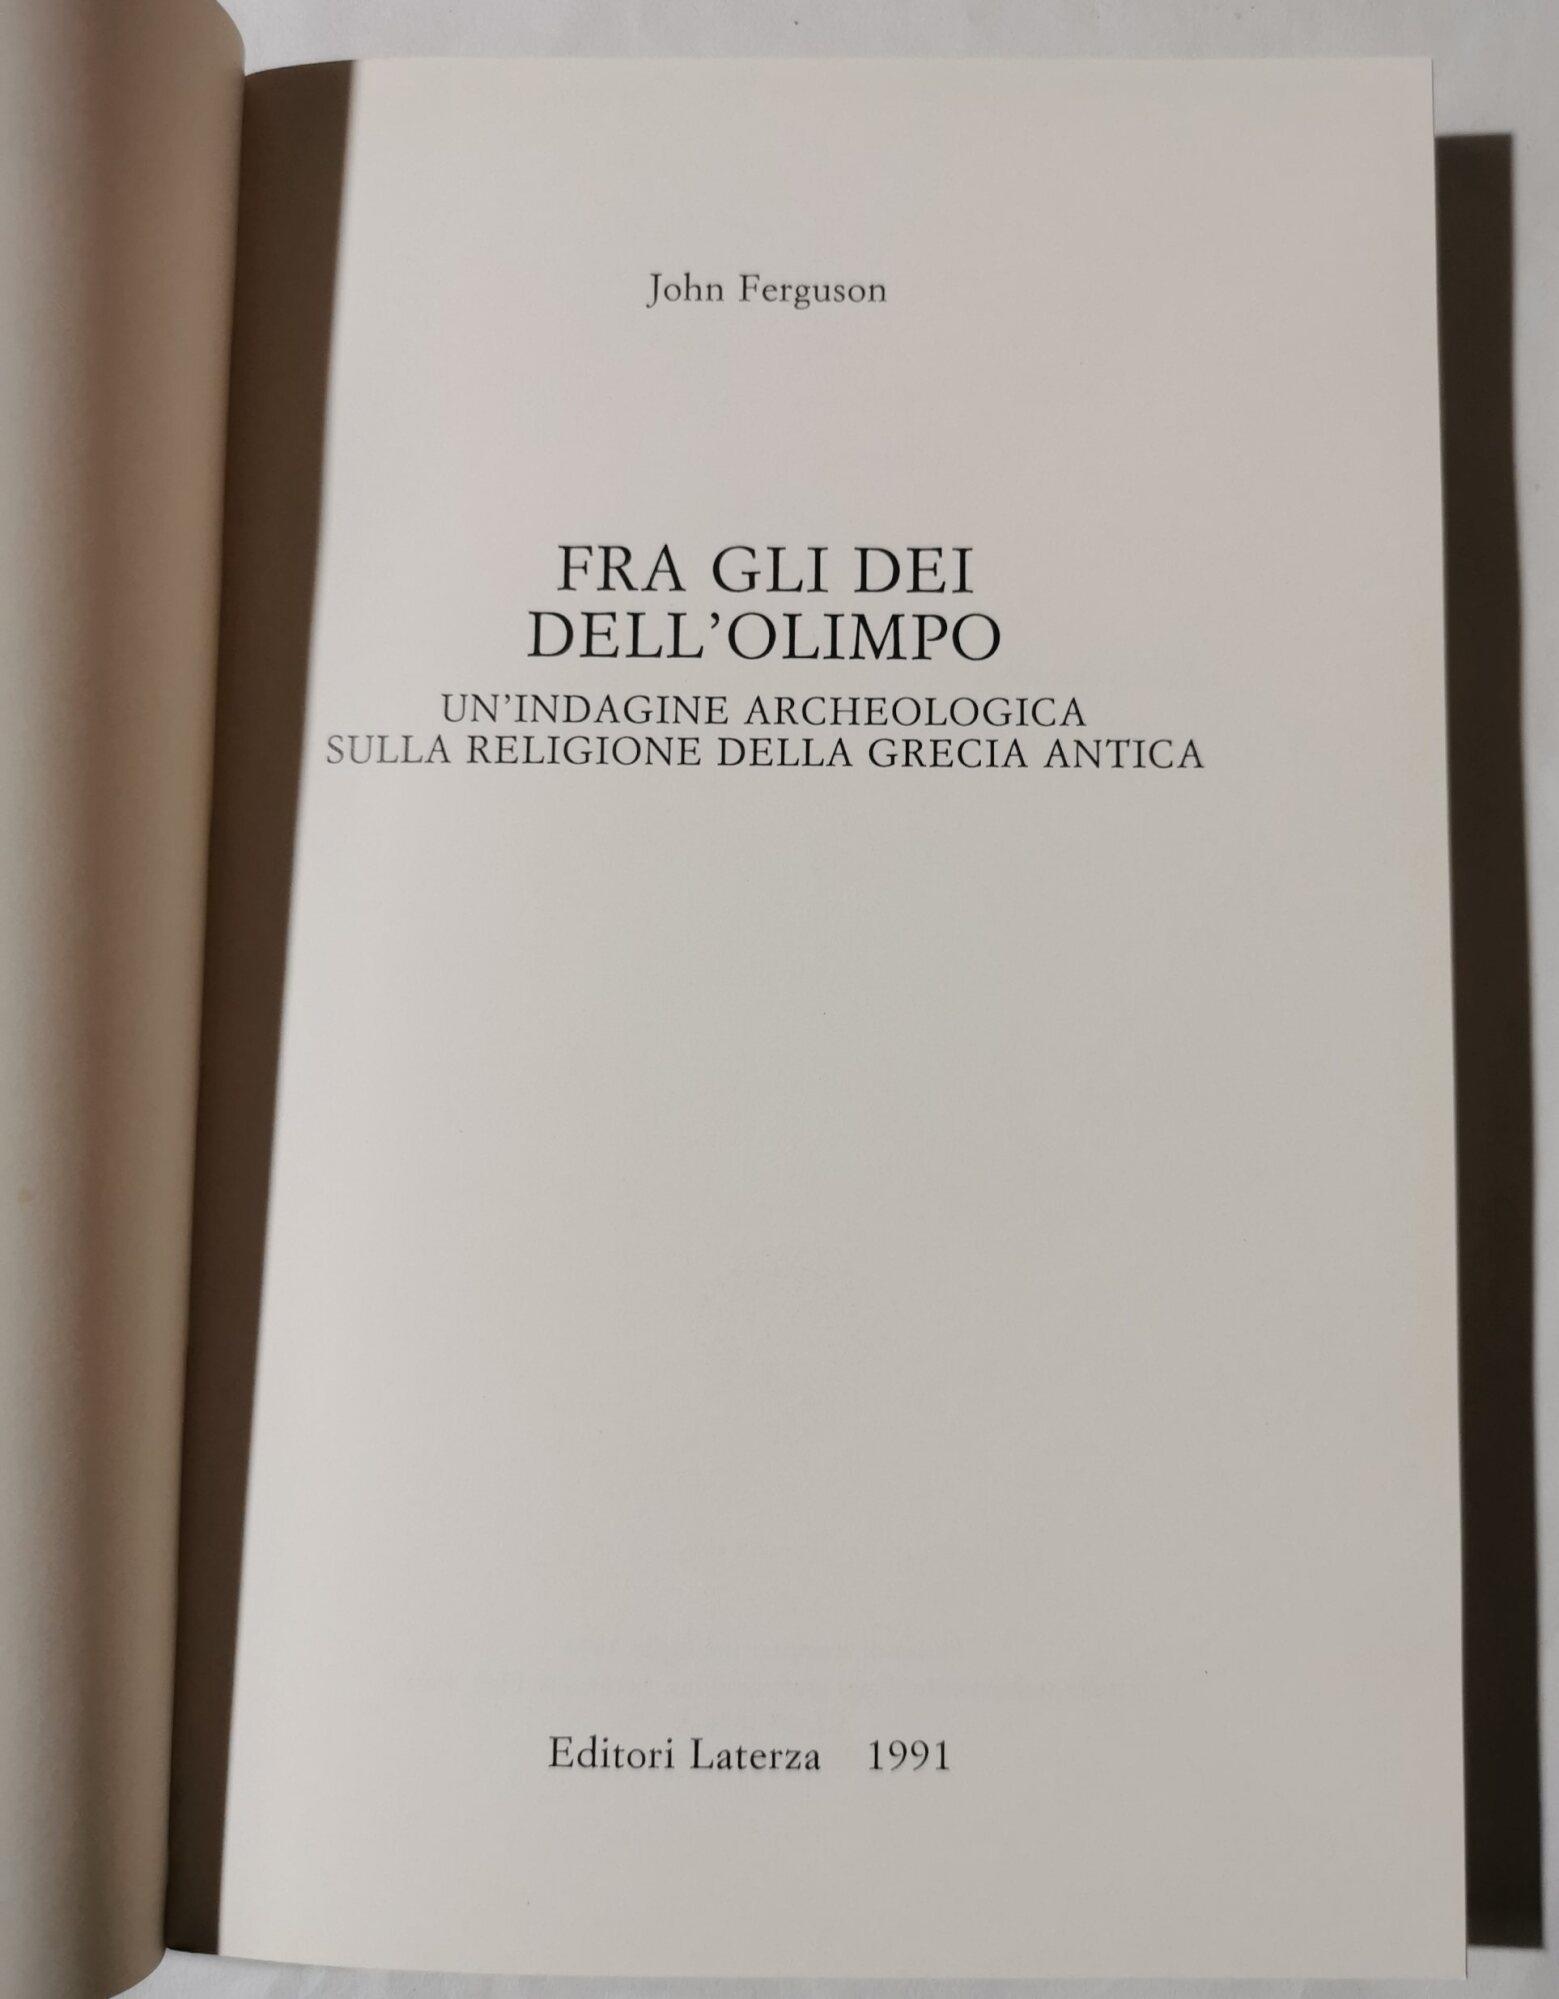 John Ferguson
FRA GLI DEI
DELL’OLIMPO
UN’INDAGINE ARCHEOLOGICA
SULLA RELIGIONE DELLA GRECIA ANTICA
Editori Laterza 1991